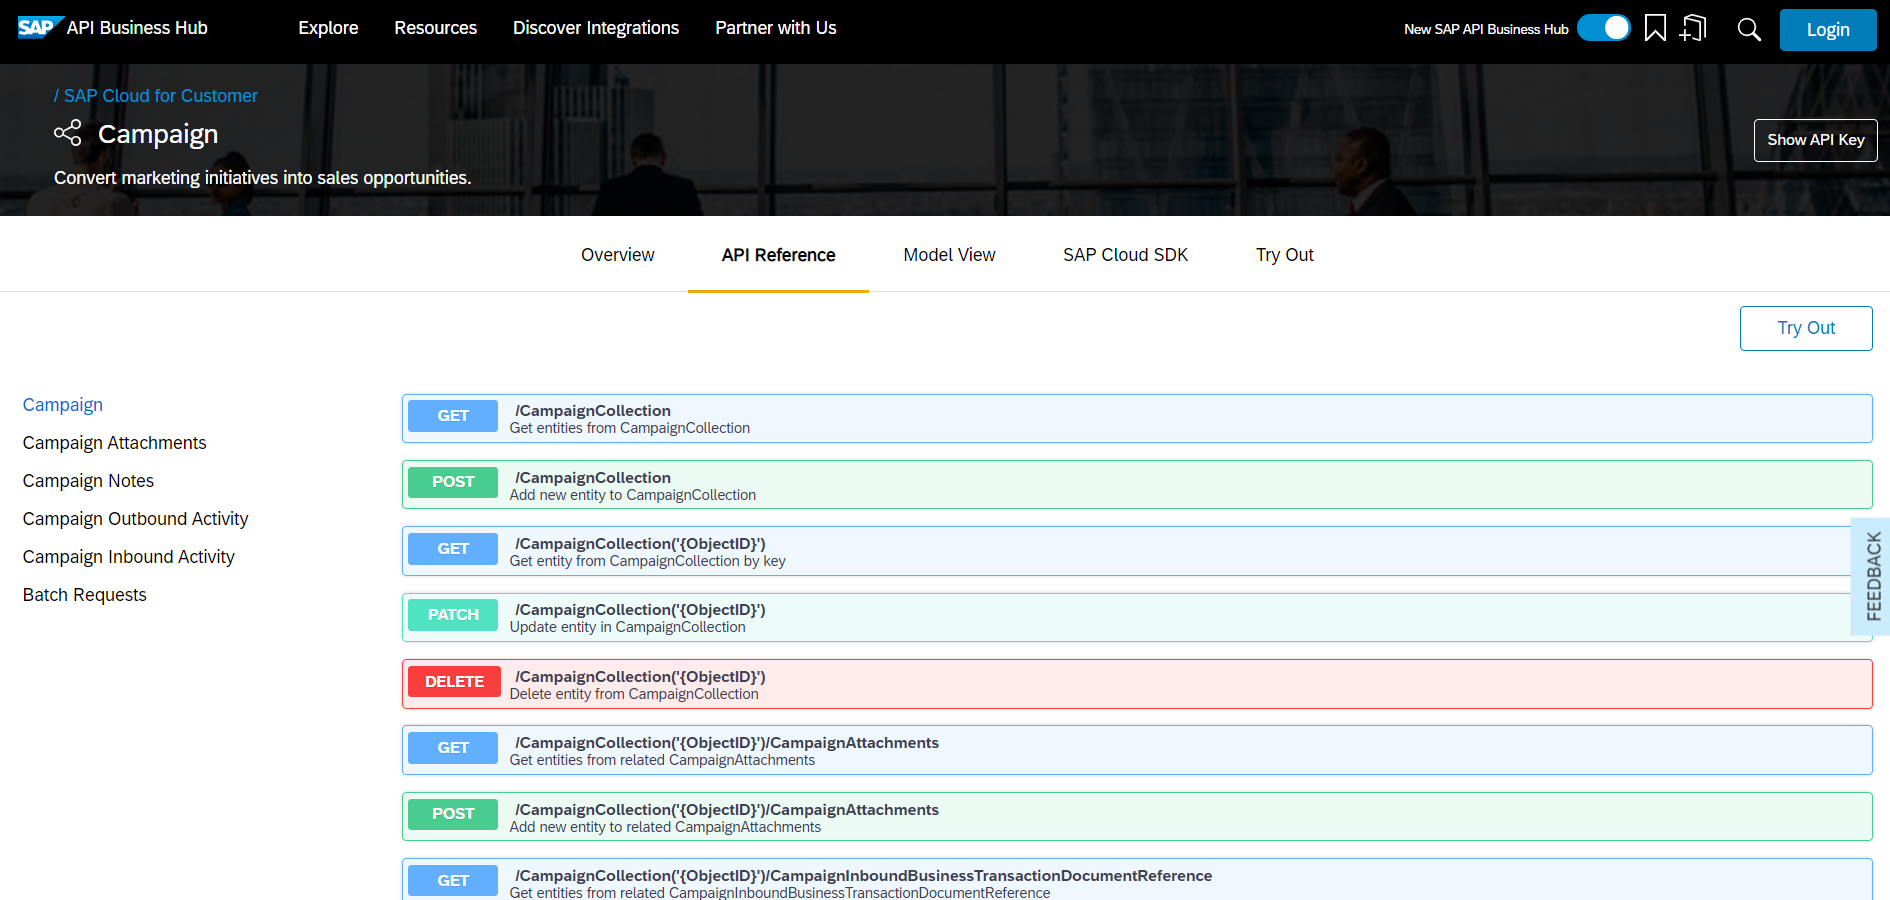 SAP API Business Hub
Explore
Resources
Discover Integrations
Partner with Us
New SAP API Business Hub
Login
/ SAP Cloud for Customer
Campaign
Convert marketing initiatives into sales opportunities.
Show API Key
Overview
API Reference
Model View
SAP Cloud SDK
Try Out
Try Out
Campaign
Campaign Attachments
Campaign Notes
Campaign Outbound Activity
Campaign Inbound Activity
Batch Requests
GET /CampaignCollection
Get entities from CampaignCollection
POST /CampaignCollection
Add new entity to CampaignCollection
GET /CampaignCollection('{ObjectID}')
Get entity from CampaignCollection by key
PATCH /CampaignCollection('{ObjectID}')
Update entity in CampaignCollection
DELETE /CampaignCollection('{ObjectID}')
Delete entity from CampaignCollection
GET /CampaignCollection('{ObjectID}')/CampaignAttachments
Get entities from related CampaignAttachments
POST /CampaignCollection('{ObjectID}')/CampaignAttachments
Add new entity to related CampaignAttachments
GET /CampaignCollection('{ObjectID}')/CampaignInboundBusinessTransactionDocumentReference
Get entities from related CampaignInboundBusinessTransactionDocumentReference
FEEDBACK